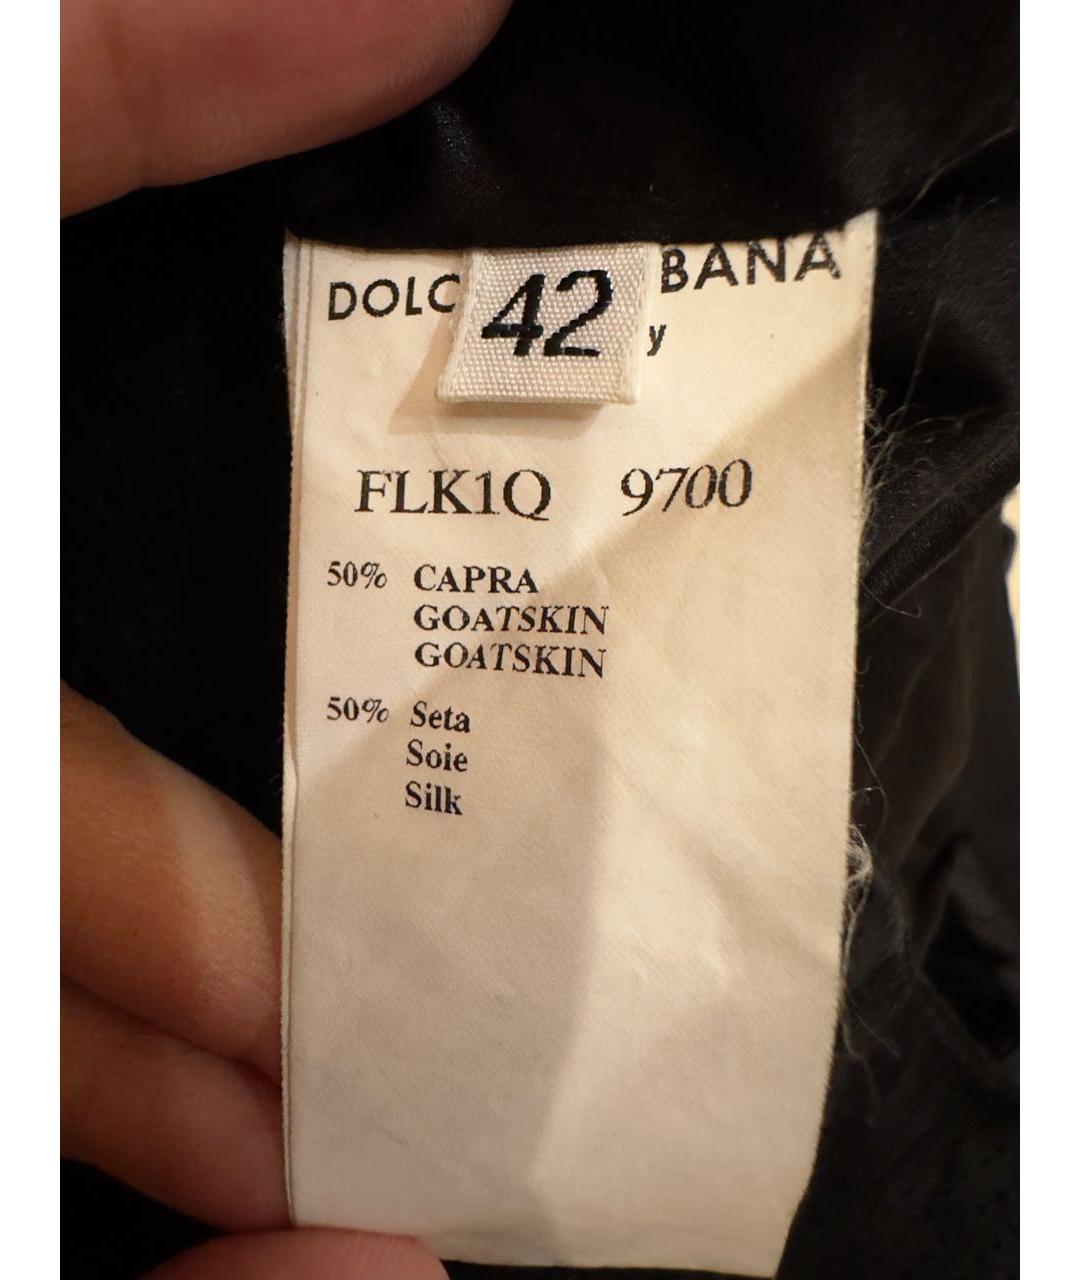 DOLC
42
BANA
y
FLK1Q 9700
50% CAPRA
GOATSKIN
GOATSKIN
50% Seta
Soie
Silk